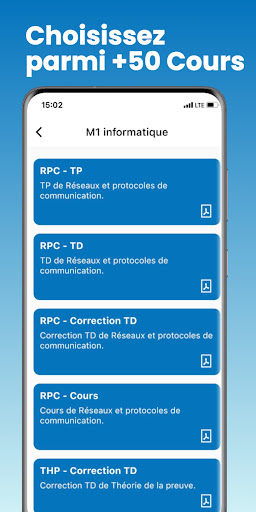 Choisissez
parmi +50 Cours
15:02
LTE
M1 informatique
RPC - TP
TP de Réseaux et protocoles de
communication.
RPC - TD
TD de Réseaux et protocoles de
communication.
RPC - Correction TD
Correction TD de Réseaux et protocoles de
communication.
RPC - Cours
Cours de Réseaux et protocoles de
communication.
THP - Correction TD
Correction TD de Théorie de la preuve.